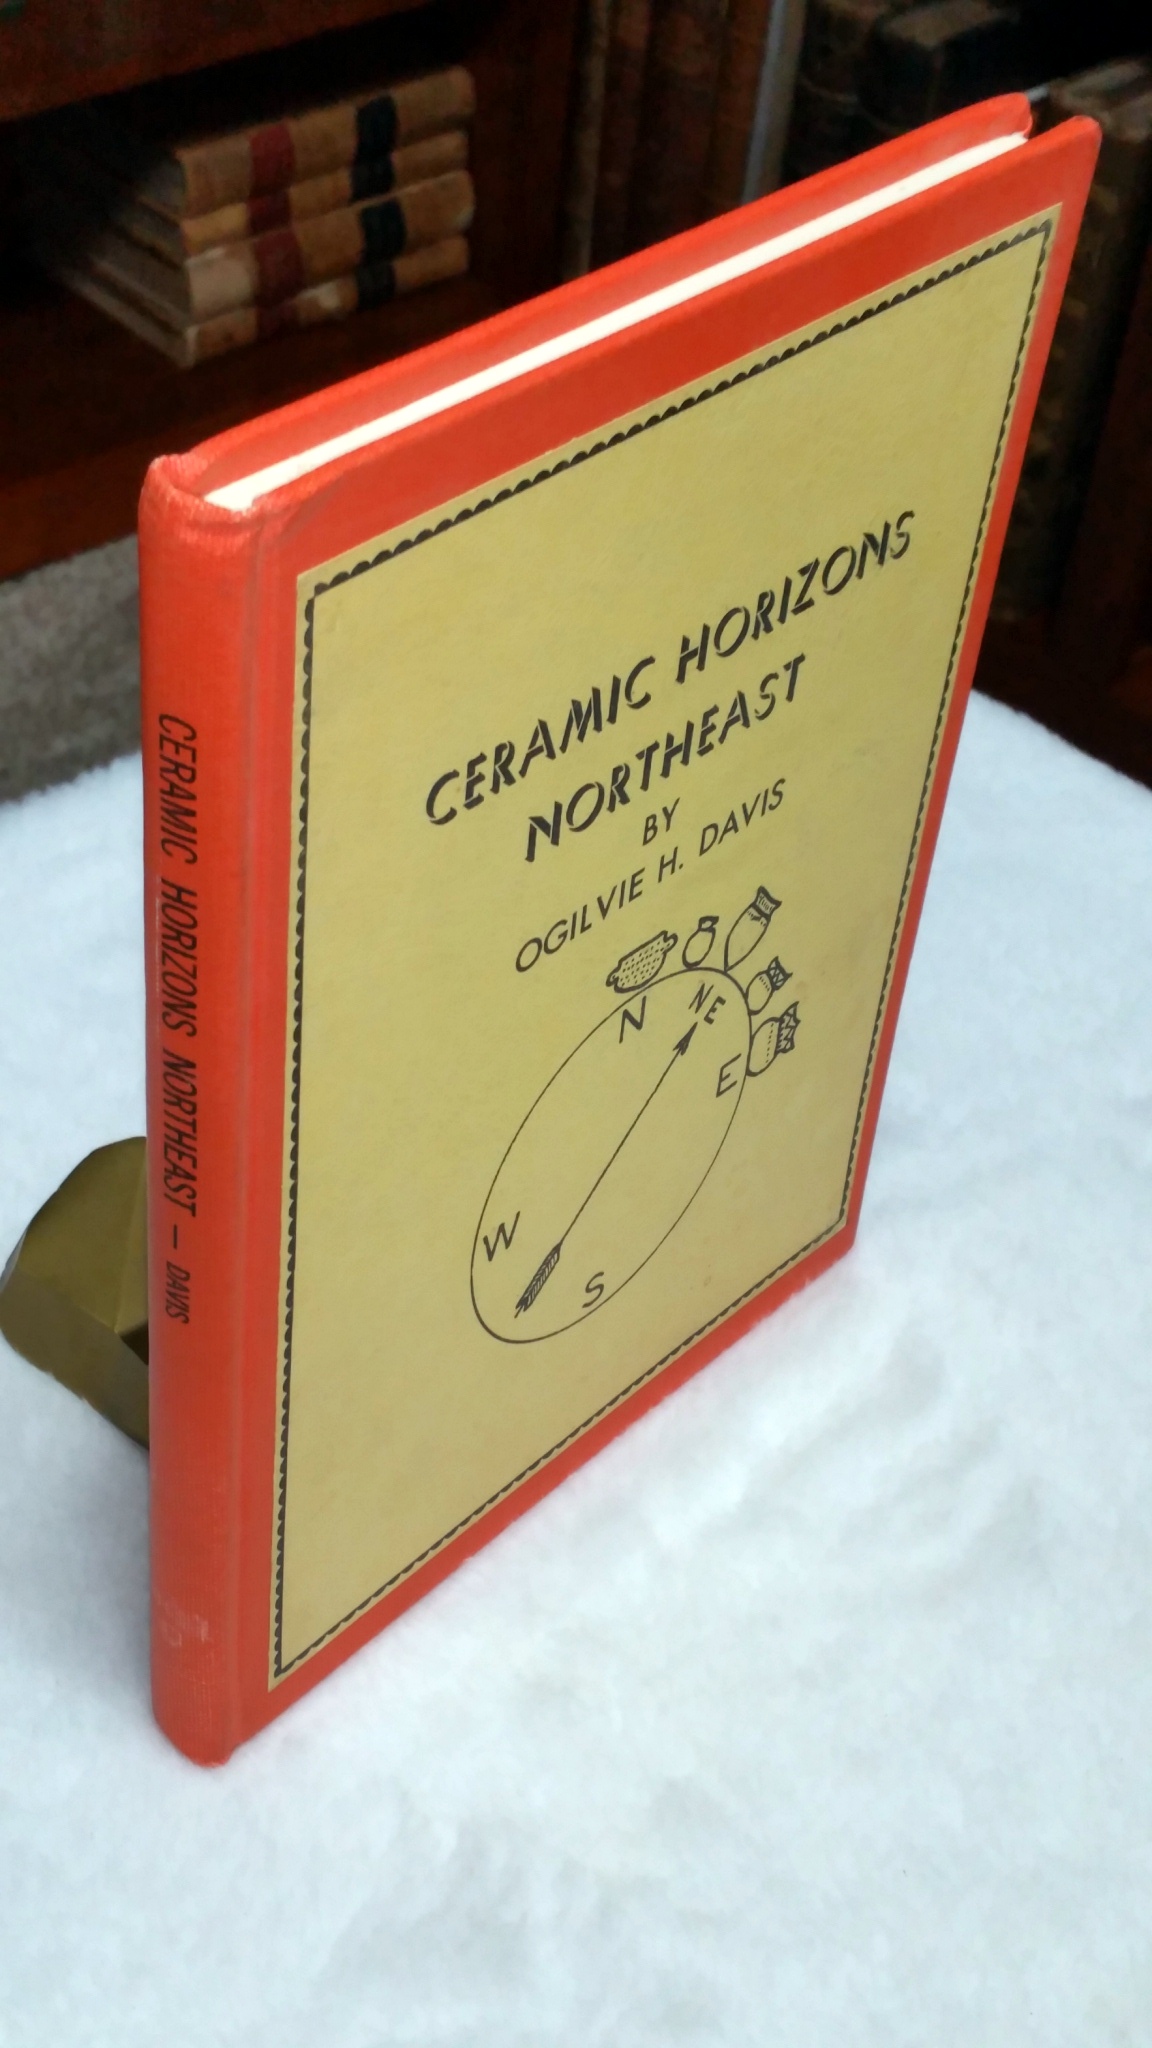 CERAMIC HORIZONS
NORTHEAST
BY
OGILVIE H. DAVIS
N
NE
E
W
S
CERAMIC HORIZONS NORTHEAST — DAVIS